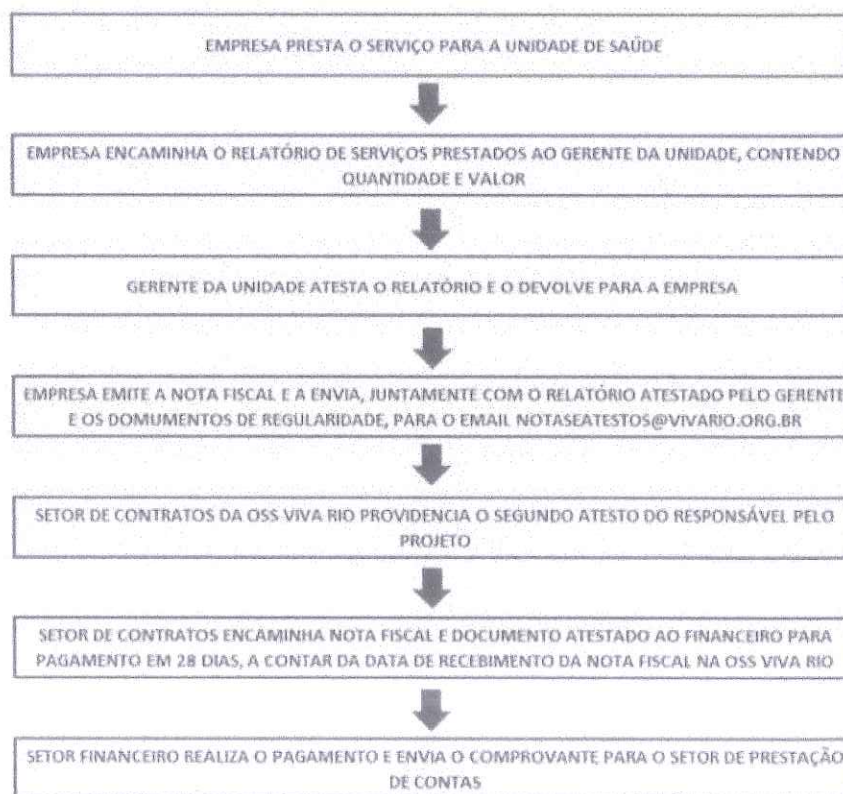 EMPRESA PRESTA O SERVIÇO PARA A UNIDADE DE SAÚDE
EMPRESA ENCAMINHA O RELATÓRIO DE SERVIÇOS PRESTADOS AO GERENTE DA UNIDADE, CONTENDO
QUANTIDADE E VALOR
GERENTE DA UNIDADE ATESTA O RELATÓRIO E O DEVOLVE PARA A EMPRESA
EMPRESA EMITE A NOTA FISCAL E A ENVIA, JUNTAMENTE COM O RELATÓRIO ATESTADO PELO GERENTE
E OS DOMUMENTOS DE REGULARIDADE, PARA O EMAIL NOTASEATESTOS@VIVARIO.ORG.BR
SETOR DE CONTRATOS DA OSS VIVA RIO PROVIDENCIA O SEGUNDO ATESTO DO RESPONSÁVEL PELO
PROJETO
SETOR DE CONTRATOS ENCAMINHA NOTA FISCAL E DOCUMENTO ATESTADO AO FINANCEIRO PARA
PAGAMENTO EM 28 DIAS, A CONTAR DA DATA DE RECEBIMENTO DA NOTA FISCAL NA OSS VIVA RIO
SETOR FINANCEIRO REALIZA O PAGAMENTO E ENVIA O COMPROVANTE PARA O SETOR DE PRESTAÇÃO
DE CONTAS